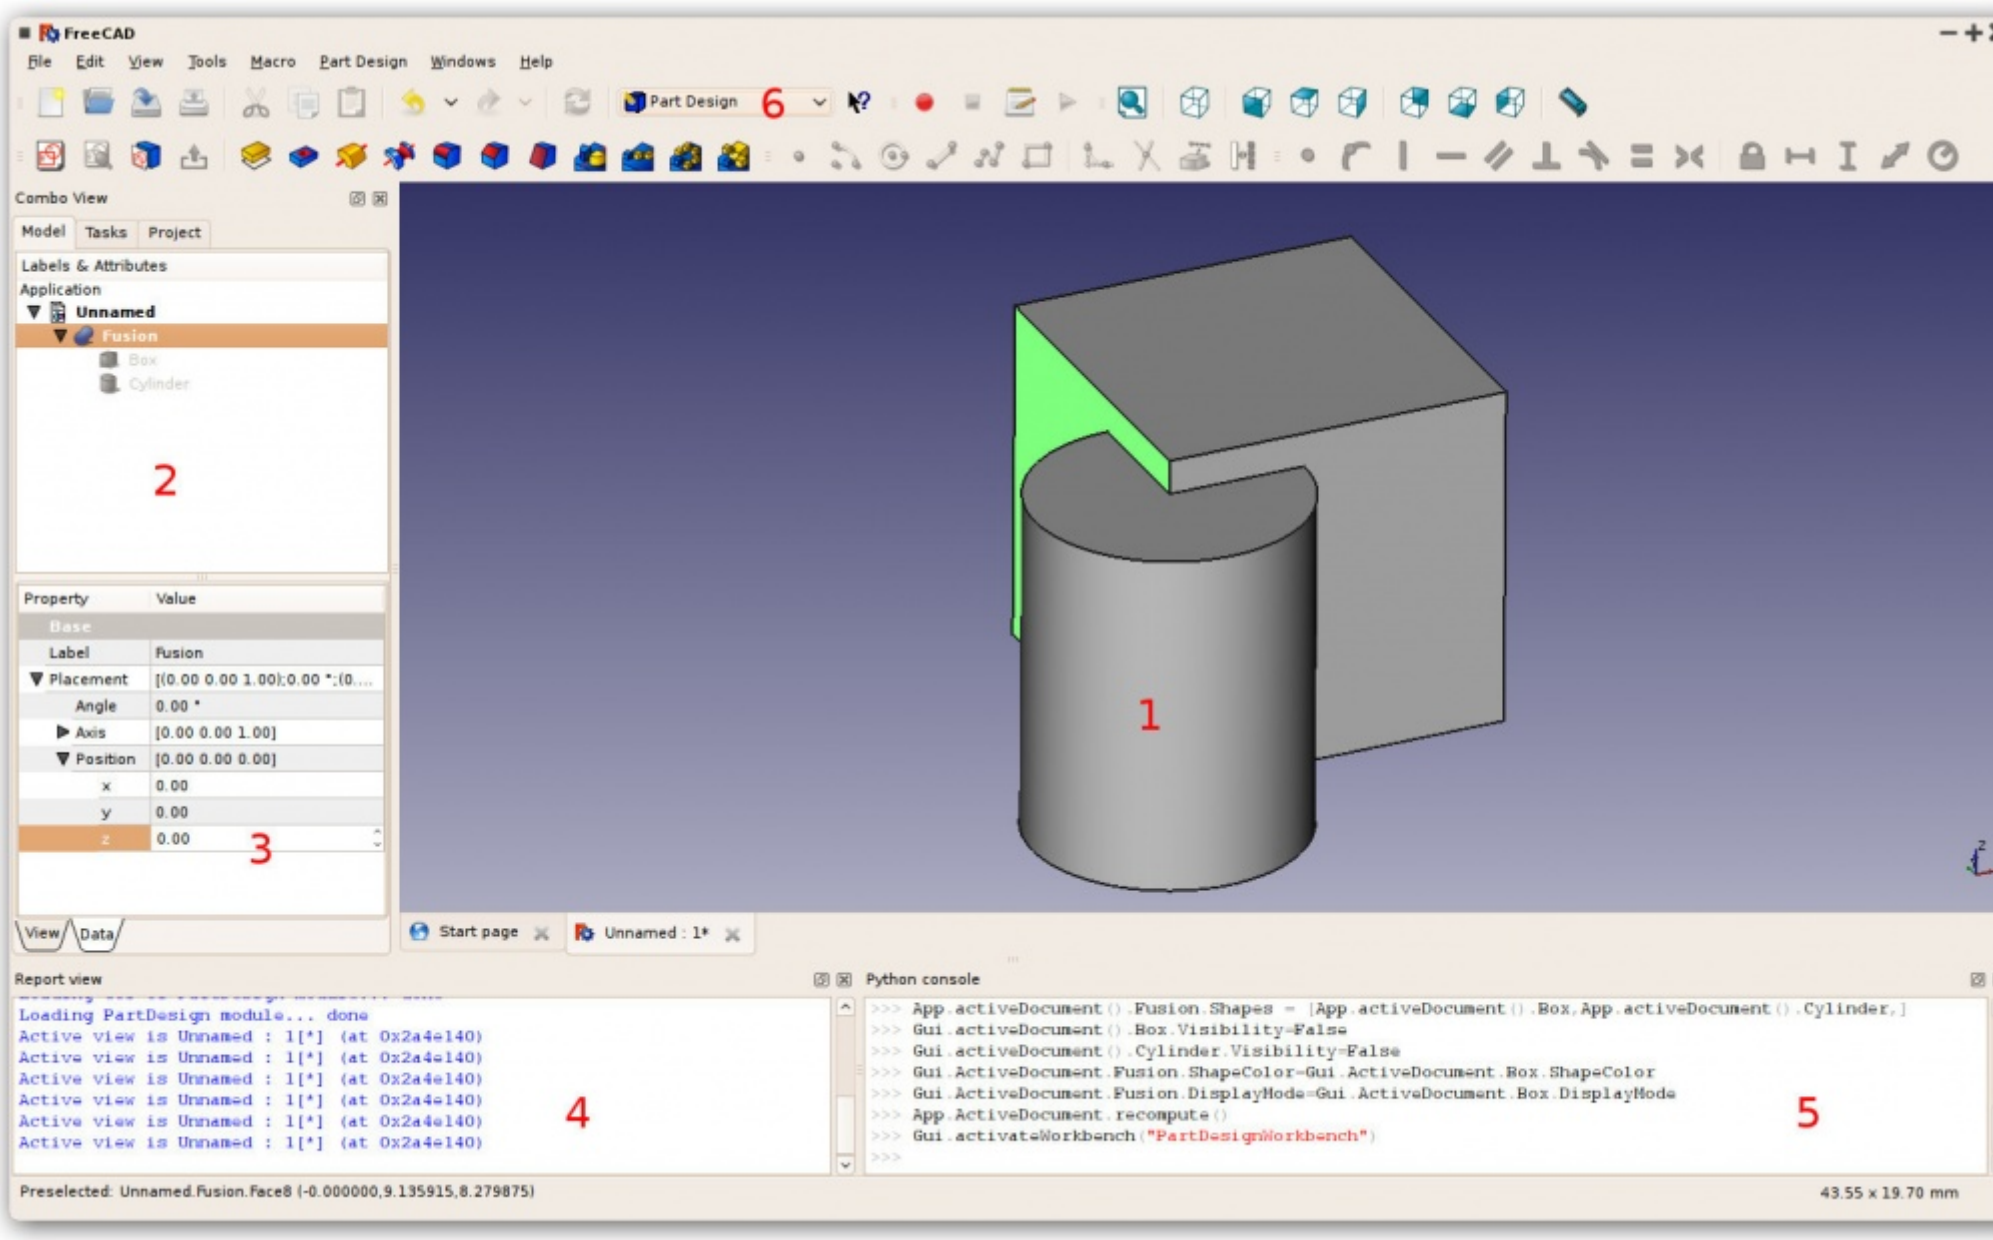 FreeCAD
File Edit View Tools Macro Part Design Windows Help
Part Design 6
Combo View
Model Tasks Project
Labels & Attributes
Application
Unnamed
Fusion
Box
Cylinder
2
Property Value
Base
Label Fusion
Placement [(0.00 0.00 1.00);0.00 °;(0....
Angle 0.00 °
Axis [0.00 0.00 1.00]
Position [0.00 0.00 0.00]
x 0.00
y 0.00
z 0.00
3
View Data
1
z
Start page Unnamed : 1*
Report view
Loading PartDesign module... done
Active view is Unnamed : 1[*] (at 0x2a4e140)
Active view is Unnamed : 1[*] (at 0x2a4e140)
Active view is Unnamed : 1[*] (at 0x2a4e140)
Active view is Unnamed : 1[*] (at 0x2a4e140)
Active view is Unnamed : 1[*] (at 0x2a4e140)
Active view is Unnamed : 1[*] (at 0x2a4e140)
4
Python console
>>> App.activeDocument().Fusion.Shapes = [App.activeDocument().Box,App.activeDocument().Cylinder,]
>>> Gui.activeDocument().Box.Visibility=False
>>> Gui.activeDocument().Cylinder.Visibility=False
>>> Gui.ActiveDocument.Fusion.ShapeColor=Gui.ActiveDocument.Box.ShapeColor
>>> Gui.ActiveDocument.Fusion.DisplayMode=Gui.ActiveDocument.Box.DisplayMode
>>> App.ActiveDocument.recompute()
>>> Gui.activateWorkbench("PartDesignWorkbench")
>>>
5
Preselected: Unnamed.Fusion.Face8 (-0.000000,9.135915,8.279875)
43.55 x 19.70 mm